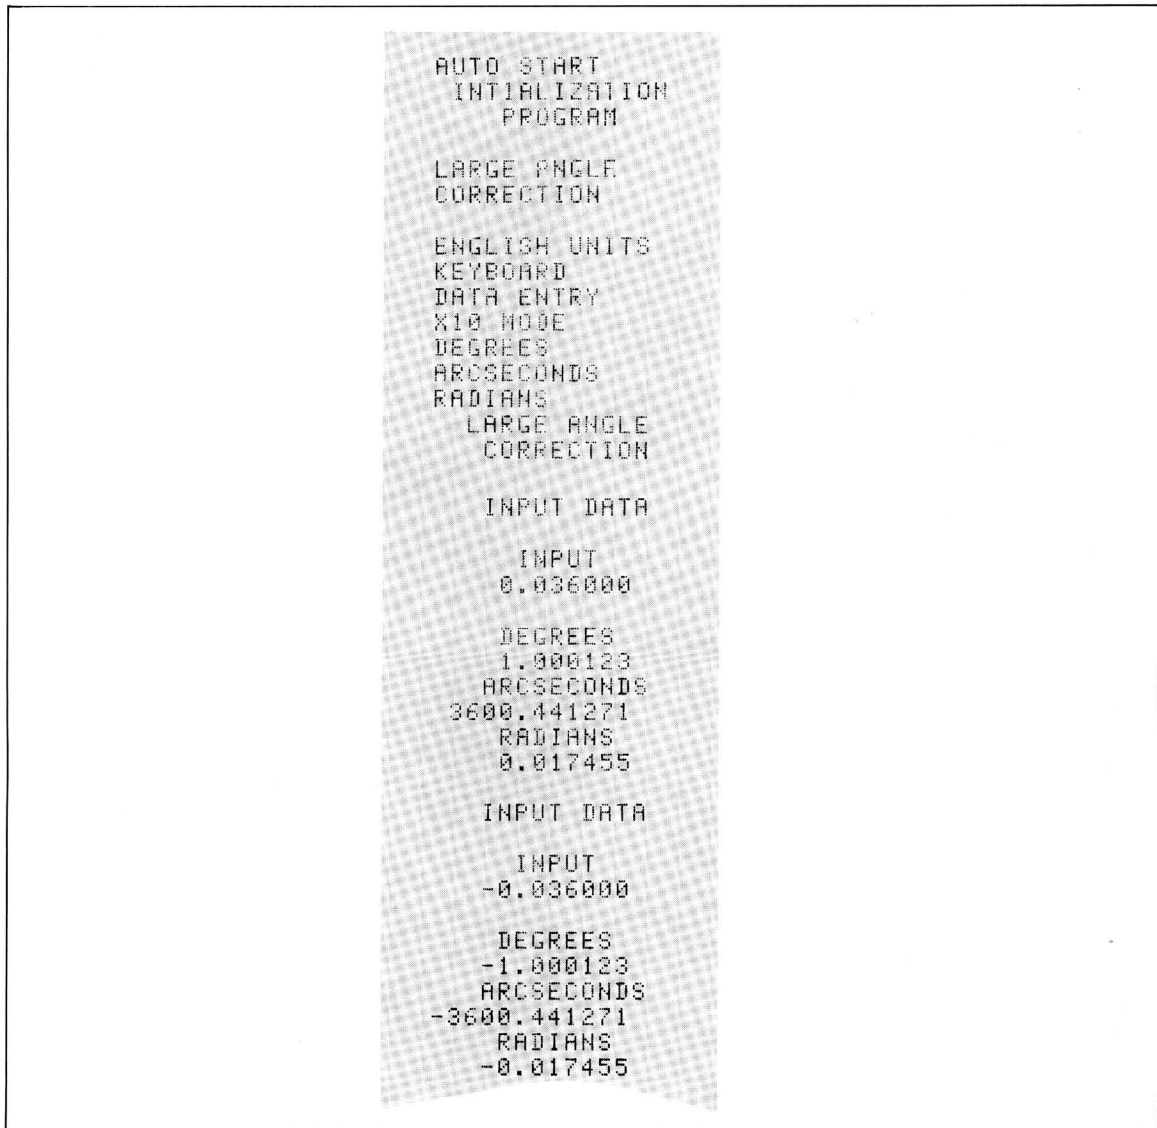 AUTO START
INTIALIZATION
PROGRAM
LARGE ANGLE
CORRECTION
ENGLISH UNITS
KEYBOARD
DATA ENTRY
X10 MODE
DEGREES
ARCSECONDS
RADIANS
LARGE ANGLE
CORRECTION
INPUT DATA
INPUT
0.036000
DEGREES
1.000123
ARCSECONDS
3600.441271
RADIANS
0.017455
INPUT DATA
INPUT
-0.036000
DEGREES
-1.000123
ARCSECONDS
-3600.441271
RADIANS
-0.017455